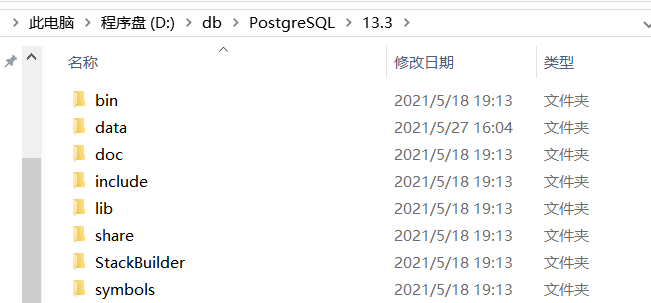 此电脑 > 程序盘 (D:) > db > PostgreSQL > 13.3 >
名称 修改日期 类型
bin 2021/5/18 19:13 文件夹
data 2021/5/27 16:04 文件夹
doc 2021/5/18 19:13 文件夹
include 2021/5/18 19:13 文件夹
lib 2021/5/18 19:13 文件夹
share 2021/5/18 19:13 文件夹
StackBuilder 2021/5/18 19:13 文件夹
symbols 2021/5/18 19:13 文件夹